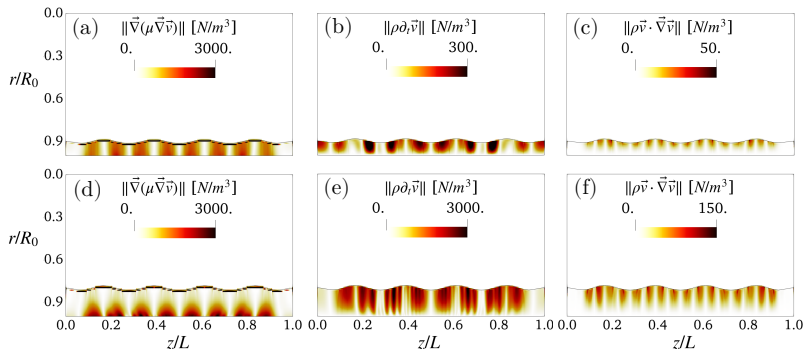 (a) ‖∇⃗(μ∇⃗v⃗)‖ [N/m³]
0. 3000.
(b) ‖ρ∂ₜv⃗‖ [N/m³]
0. 300.
(c) ‖ρv⃗ · ∇⃗v⃗‖ [N/m³]
0. 50.
0.0
0.3
r/R₀
0.6
0.9
(d) ‖∇⃗(μ∇⃗v⃗)‖ [N/m³]
0. 3000.
(e) ‖ρ∂ₜv⃗‖ [N/m³]
0. 3000.
(f) ‖ρv⃗ · ∇⃗v⃗‖ [N/m³]
0. 150.
0.0
0.3
r/R₀
0.6
0.9
0.0 0.2 0.4 0.6 0.8 1.0
z/L
0.0 0.2 0.4 0.6 0.8 1.0
z/L
0.0 0.2 0.4 0.6 0.8 1.0
z/L